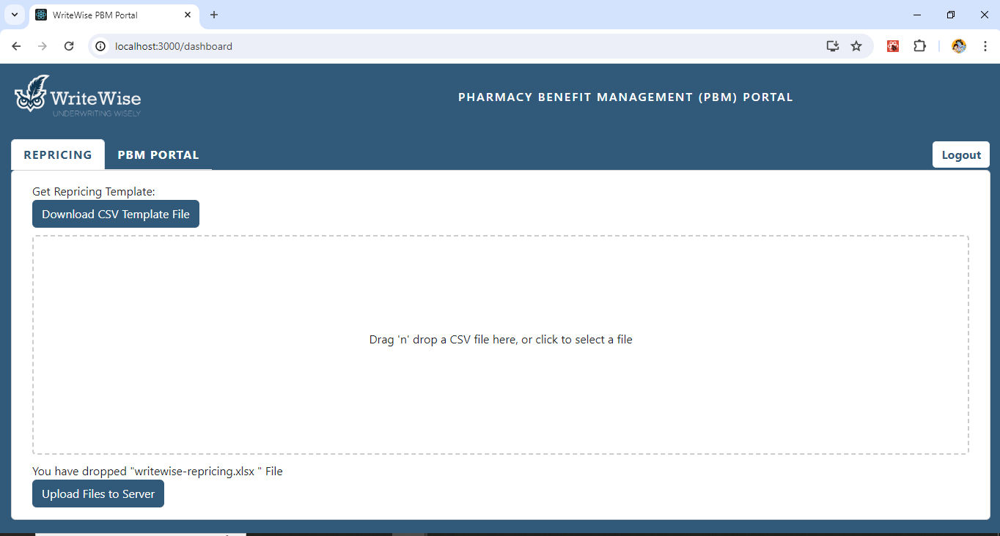 WriteWise PBM Portal
localhost:3000/dashboard
WriteWise
UNDERWRITING WISELY
PHARMACY BENEFIT MANAGEMENT (PBM) PORTAL
REPRICING
PBM PORTAL
Logout
Get Repricing Template:
Download CSV Template File
Drag 'n' drop a CSV file here, or click to select a file
You have dropped "writewise-repricing.xlsx " File
Upload Files to Server